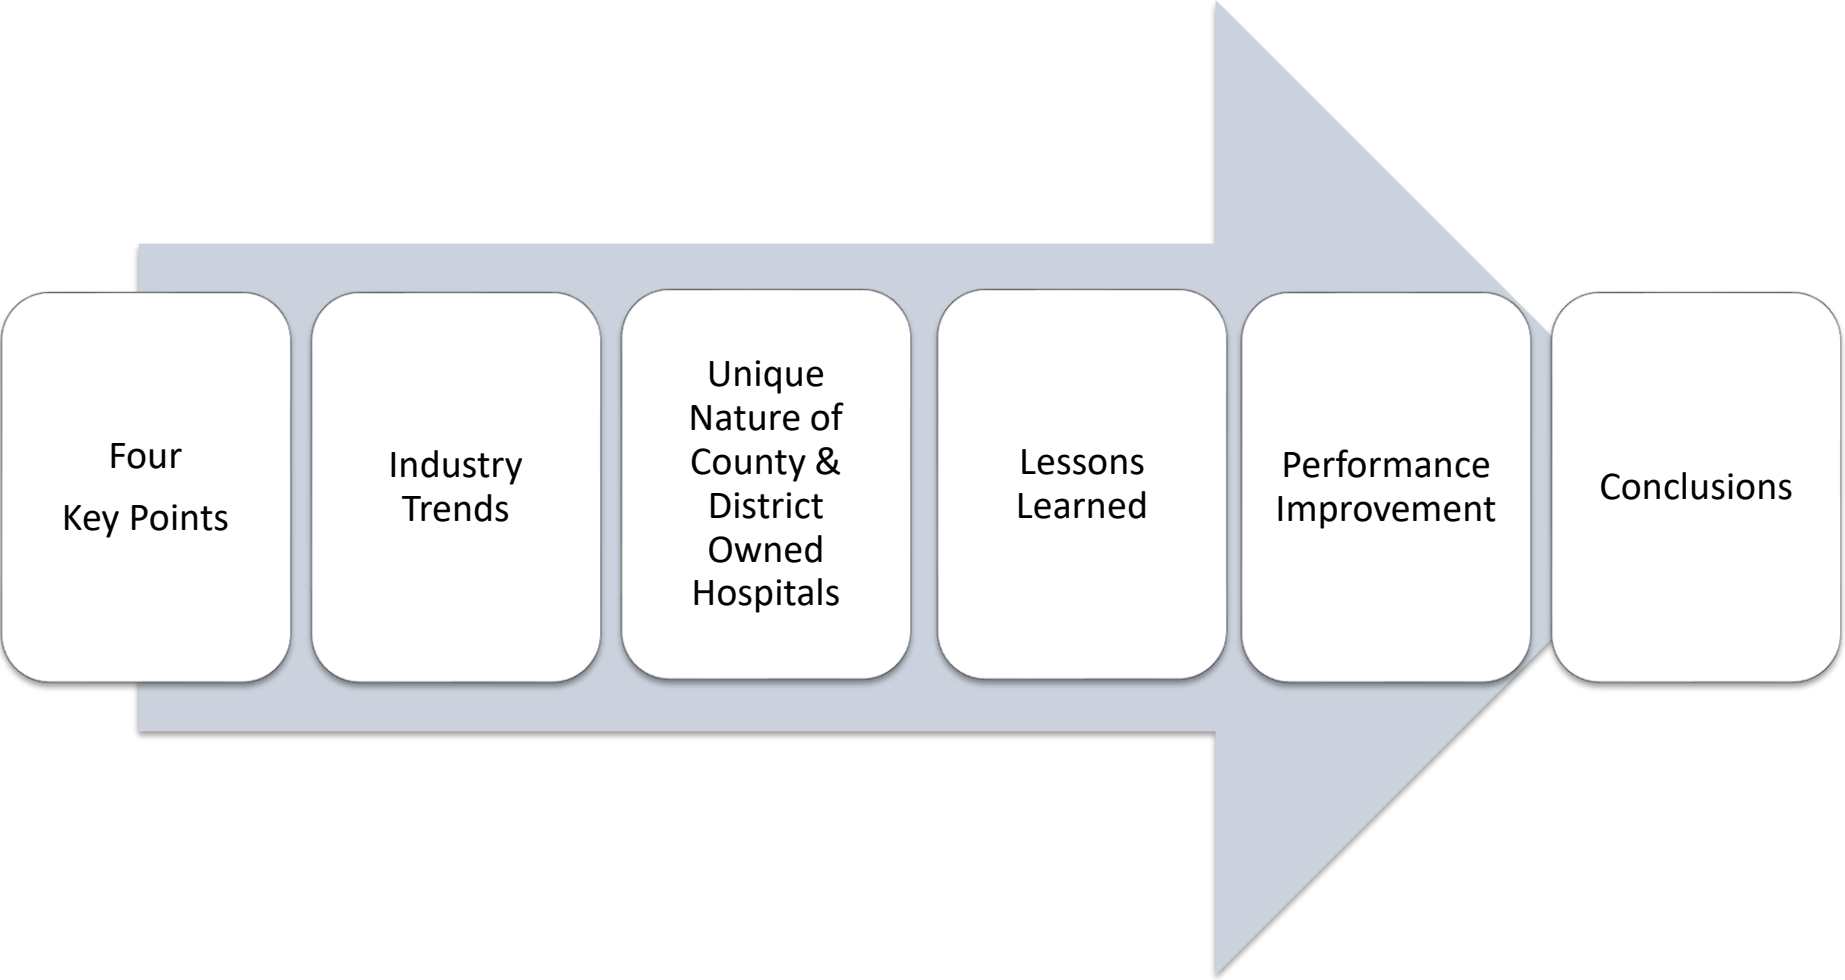 Four
Key Points
Industry
Trends
Unique
Nature of
County &
District
Owned
Hospitals
Lessons
Learned
Performance
Improvement
Conclusions